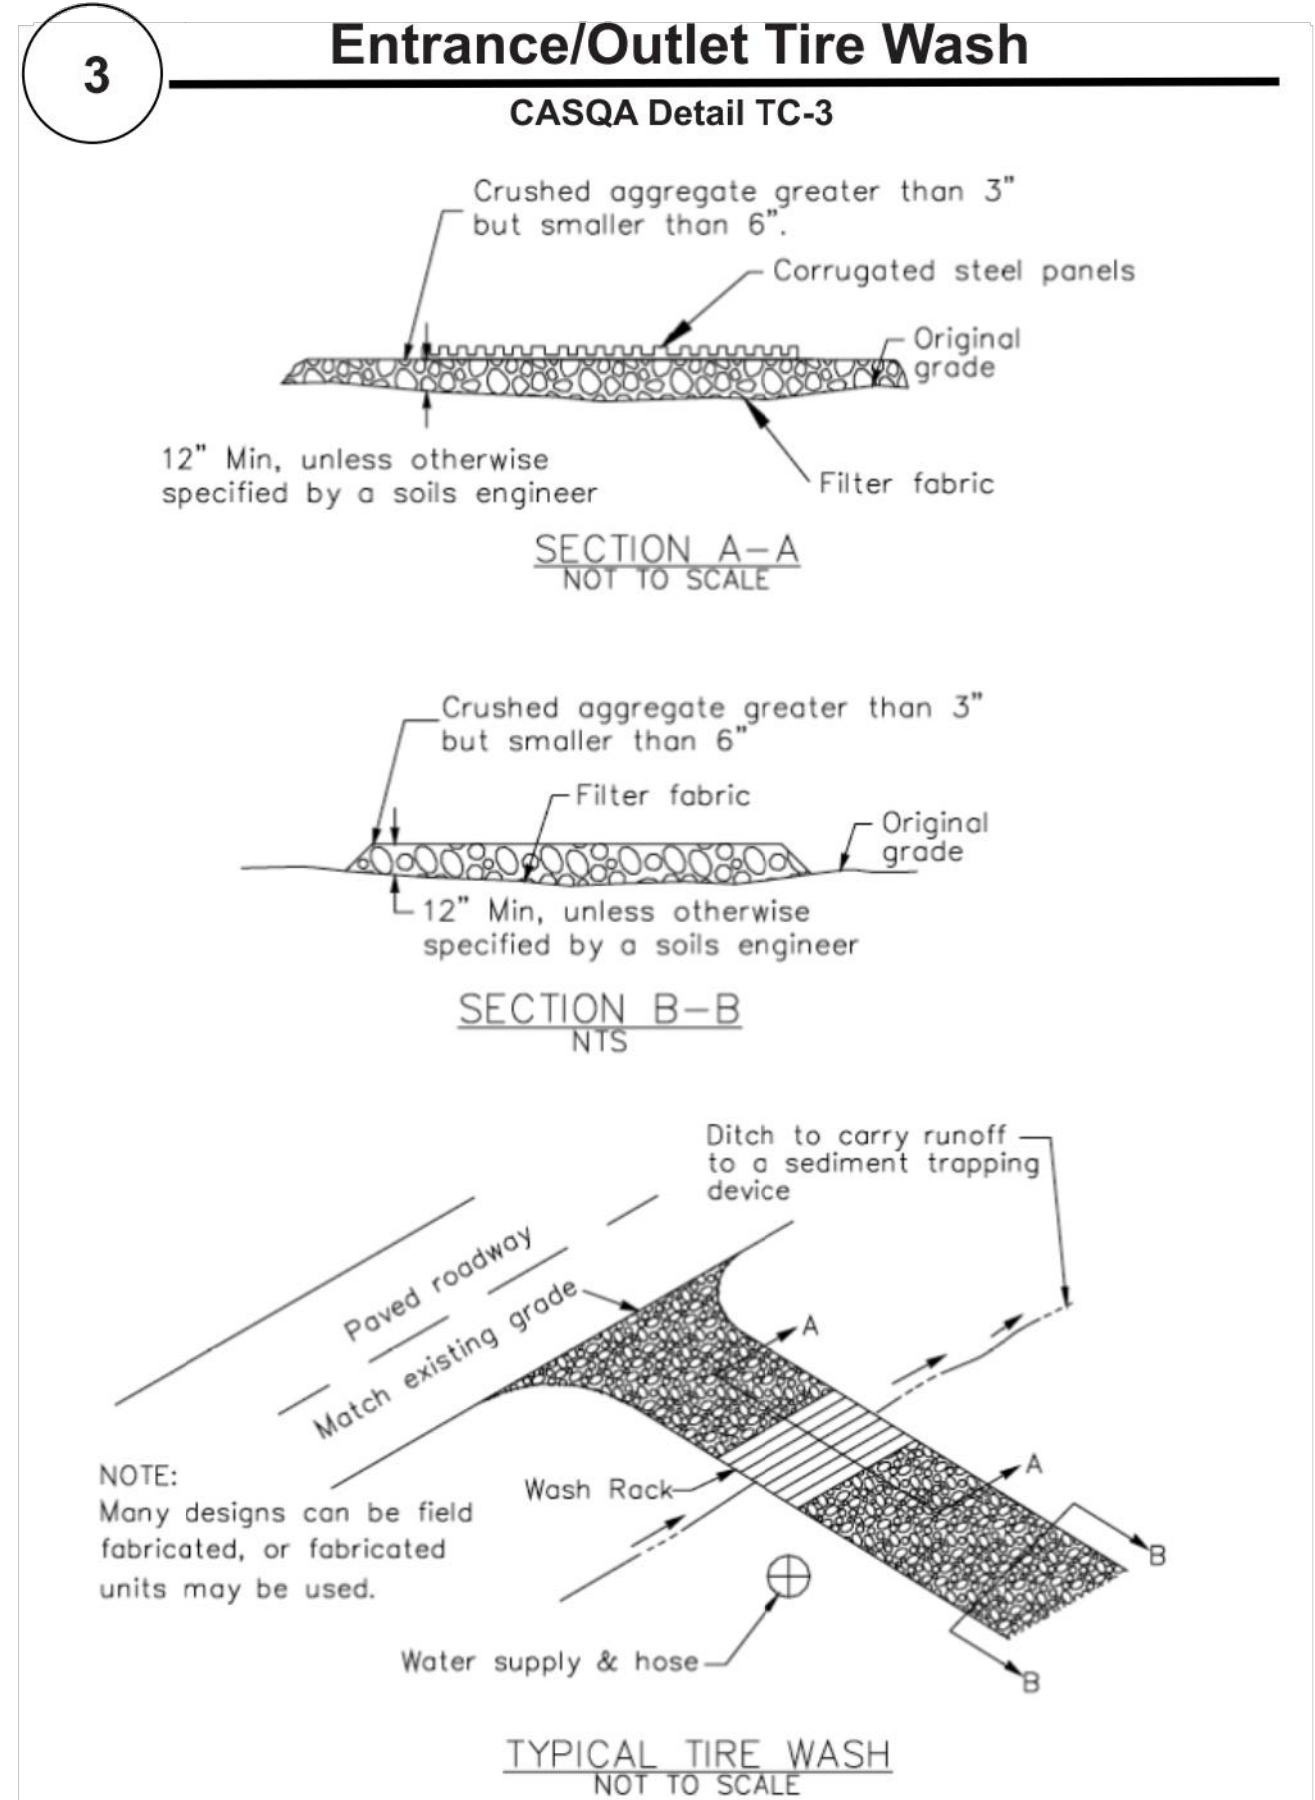 3
Entrance/Outlet Tire Wash
CASQA Detail TC-3
Crushed aggregate greater than 3"
but smaller than 6".
Corrugated steel panels
Original
grade
12" Min, unless otherwise
specified by a soils engineer
Filter fabric
SECTION A-A
NOT TO SCALE
Crushed aggregate greater than 3"
but smaller than 6"
Filter fabric
Original
grade
12" Min, unless otherwise
specified by a soils engineer
SECTION B-B
NTS
Ditch to carry runoff
to a sediment trapping
device
Paved roadway
Match existing grade
A
A
NOTE:
Many designs can be field
fabricated, or fabricated
units may be used.
Wash Rack
B
Water supply & hose
B
TYPICAL TIRE WASH
NOT TO SCALE